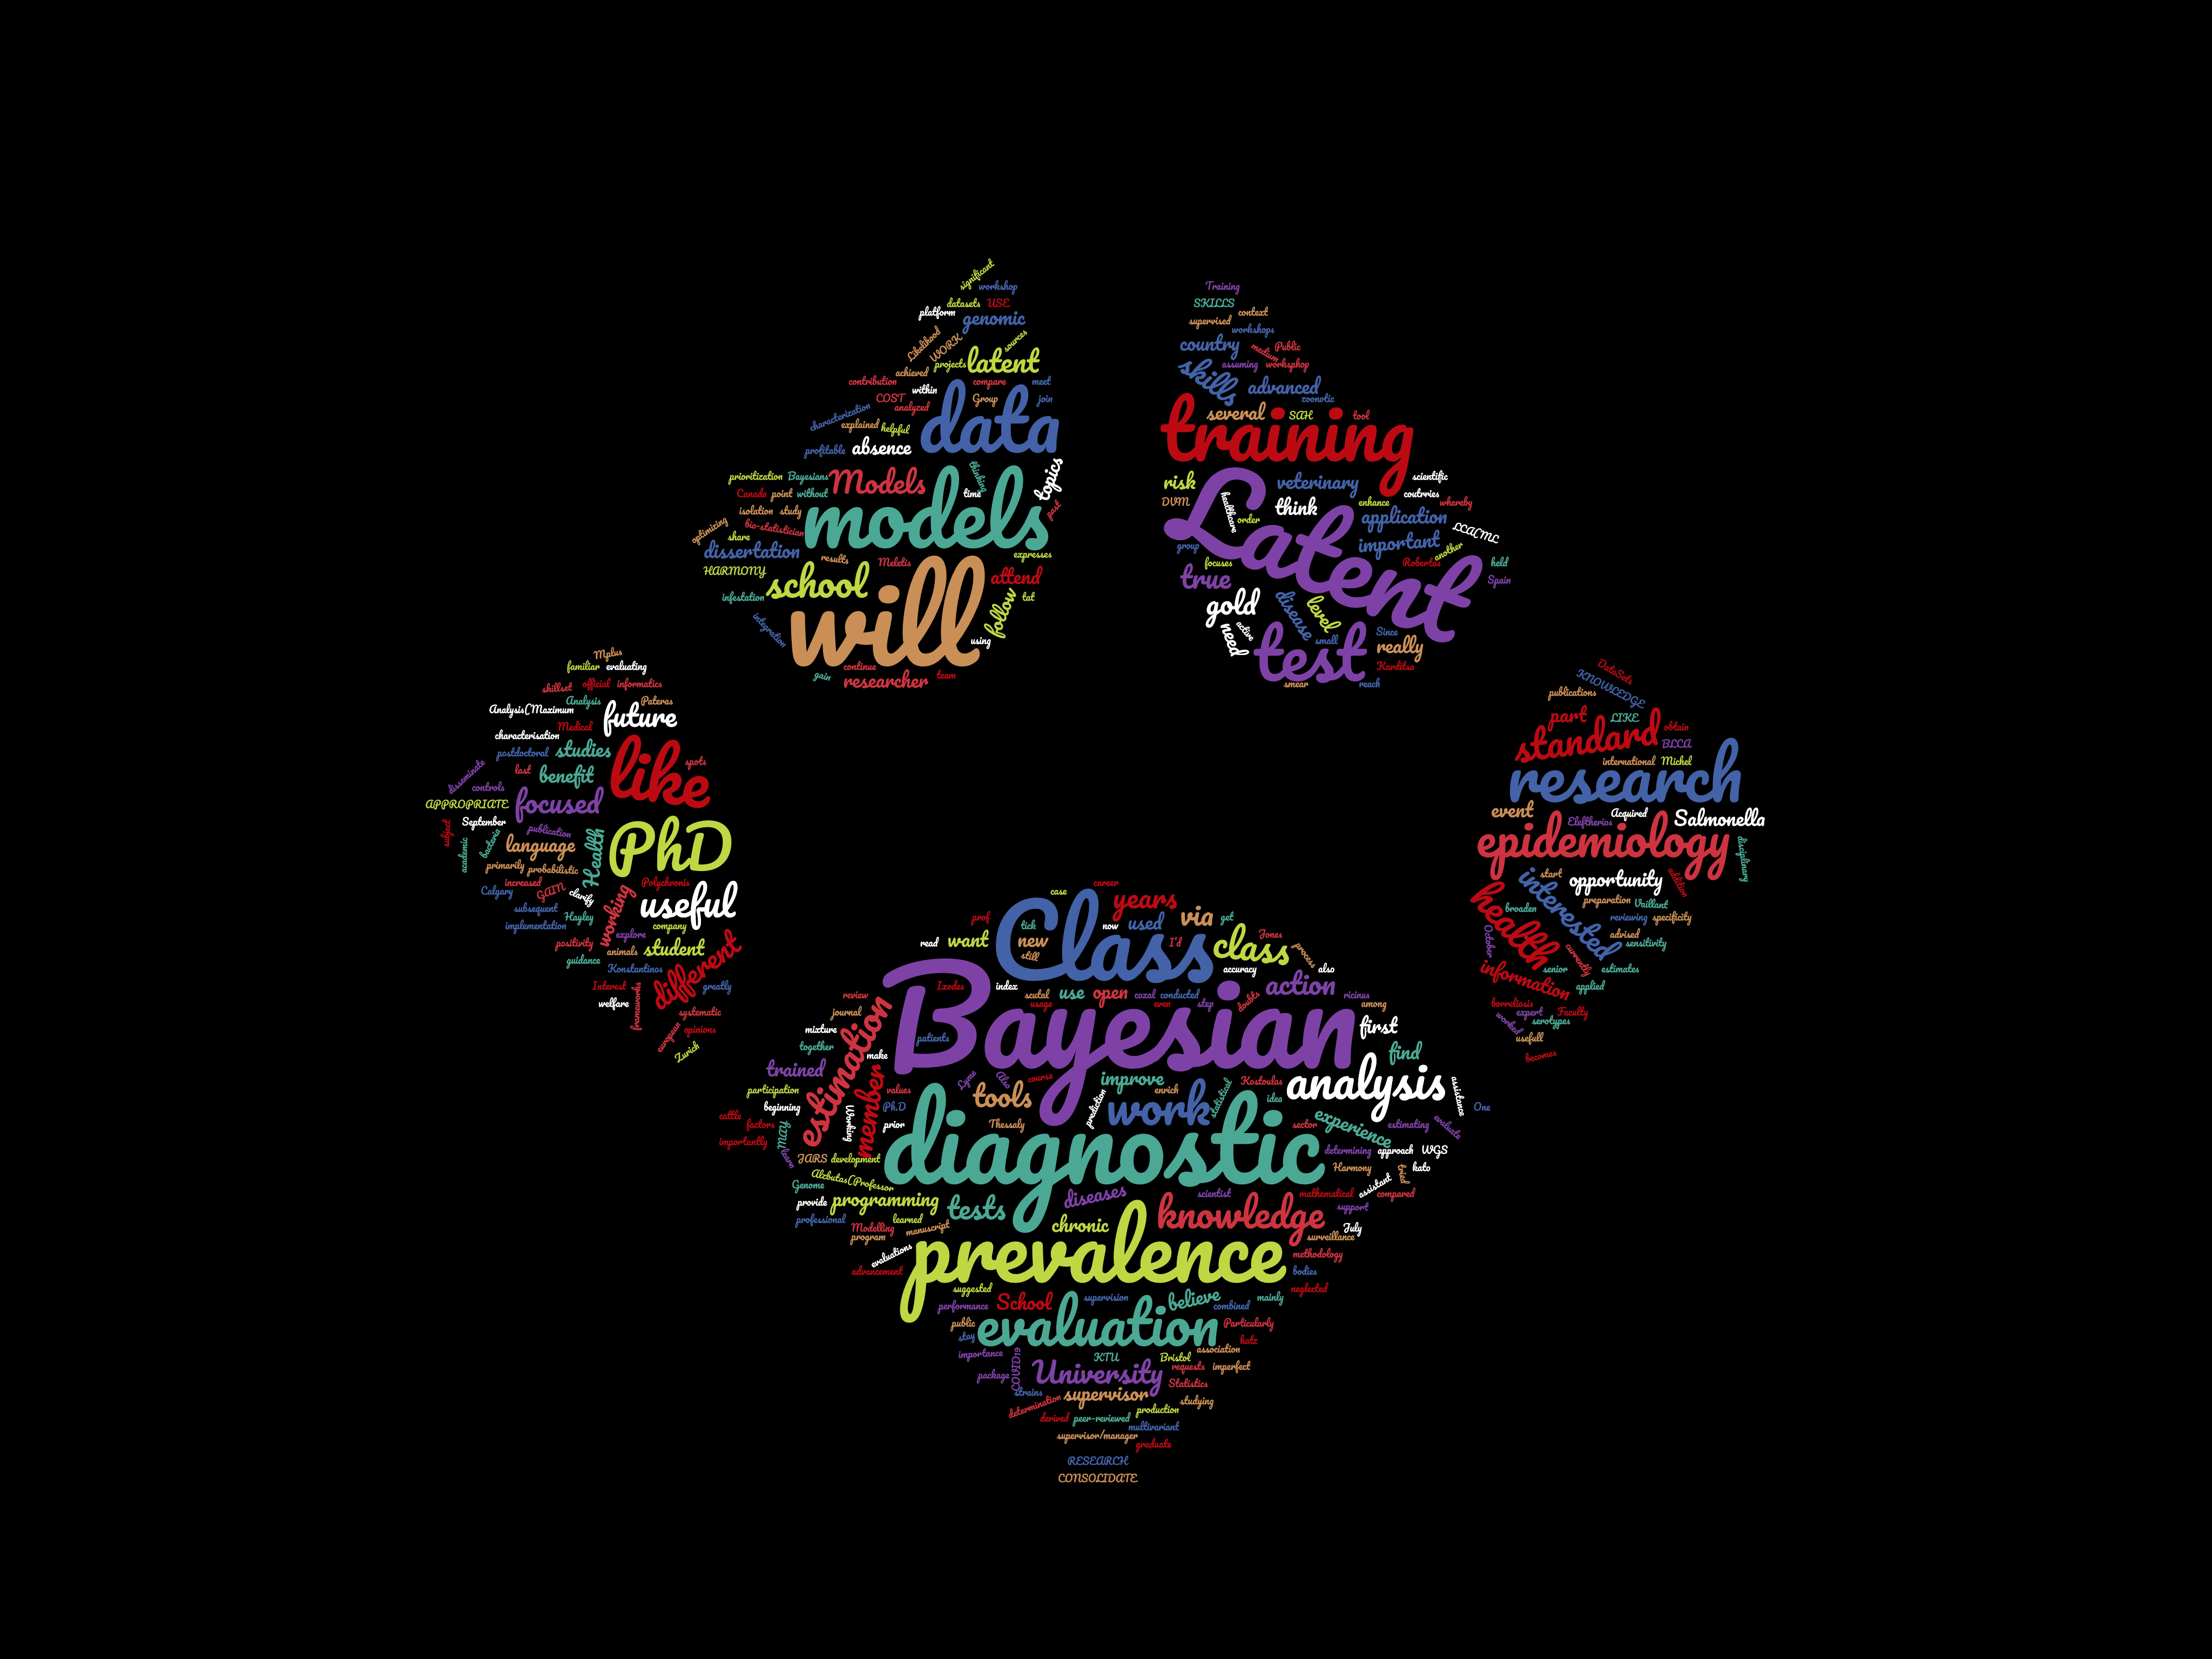 significant
workshop
datasets USE
platform genomic
Likelihood WORK sources
projects latent
achieved
contribution within compare meet
COST analyzed Group join
characterization data
explained helpful
profitable absence
thinking topics
prioritization Bayesians Models
Canada point without time
models past
isolation study
optimizing bio-statistician
share
dissertation results expresses
HARMONY Meletis
school attend
infestation follow tat
will
integration using
continue
gain researcher team
Training
SKILLS
supervised context
workshops
country medium Public
assuming worksphop
skills advanced
zoonotic
several SAH tool
training
risk veterinary scientific
DVM healthcare think enhance coutrries whereby
order application
Latent LCA(ML
group important another
focuses Robertas held
true Spain
gold disease level
active Since
need small really
test Karditsa
smear reach
Mplus
familiar evaluating
skillset official informatics
Analysis Pateras
Analysis(Maximum future
Medical
characterisation
postdoctoral studies
disseminate last benefit like spots
controls
APPROPRIATE focused
subject September PhD
publication
academic bacteria language Health
primarily probabilistic
increased GAIN Polychronis
Calgary clarify working useful
subsequent Hayley
implementation company
positivity explore student
guidance animals
Konstantinos different
Interest greatly
welfare frameworks systematic
european opinions
Zurich
DataSets
KNOWLEDGE
publications
part LIKE
standard obtain
BLCA
international Michel
research
event Acquired Salmonella
Eleftherios
epidemiology disciplinary
start opportunity addition
interested preparation Vaillant
health broaden reviewing specificity
October advised
currently sensitivity
information senior estimates
applied
borreliosis expert Faculty
worked serotypes
usefull
becomes
career
case years
prof tick Class now used via get
read want new I'd class Jones
still accuracy process also
Ixodes index action
review scutal use open coxal conducted ricinus
usage even step doubts among
journal estimation Bayesian first
mixture patients
together make find
trained Lyme Also course improve Kostoulas analysis
participation member values tools enrich assistance
beginning Working Ph.D prediction work statistical idea One
cattle factors prior Thessaly sector experience estimating evaluate
importantly MAY learn diagnostic determining approach WGS
JARS development Harmony tried kato
Alzbutas(Professor
Genome diseases scientist mathematical assistant compared
provide programming tests knowledge support
professional learned chronic July
Modelling manuscript surveillance
program
evaluations prevalence methodology
advancement bodies
suggested neglected
performance School supervision believe combined mainly
public evaluation Particularly
stay katz
importance KTU association
COVID19 Bristol
package University requests imperfect
strains Statistics
determination supervisor studying
derived peer-reviewed production
multivariant
supervisor/manager
graduate
RESEARCH
CONSOLIDATE